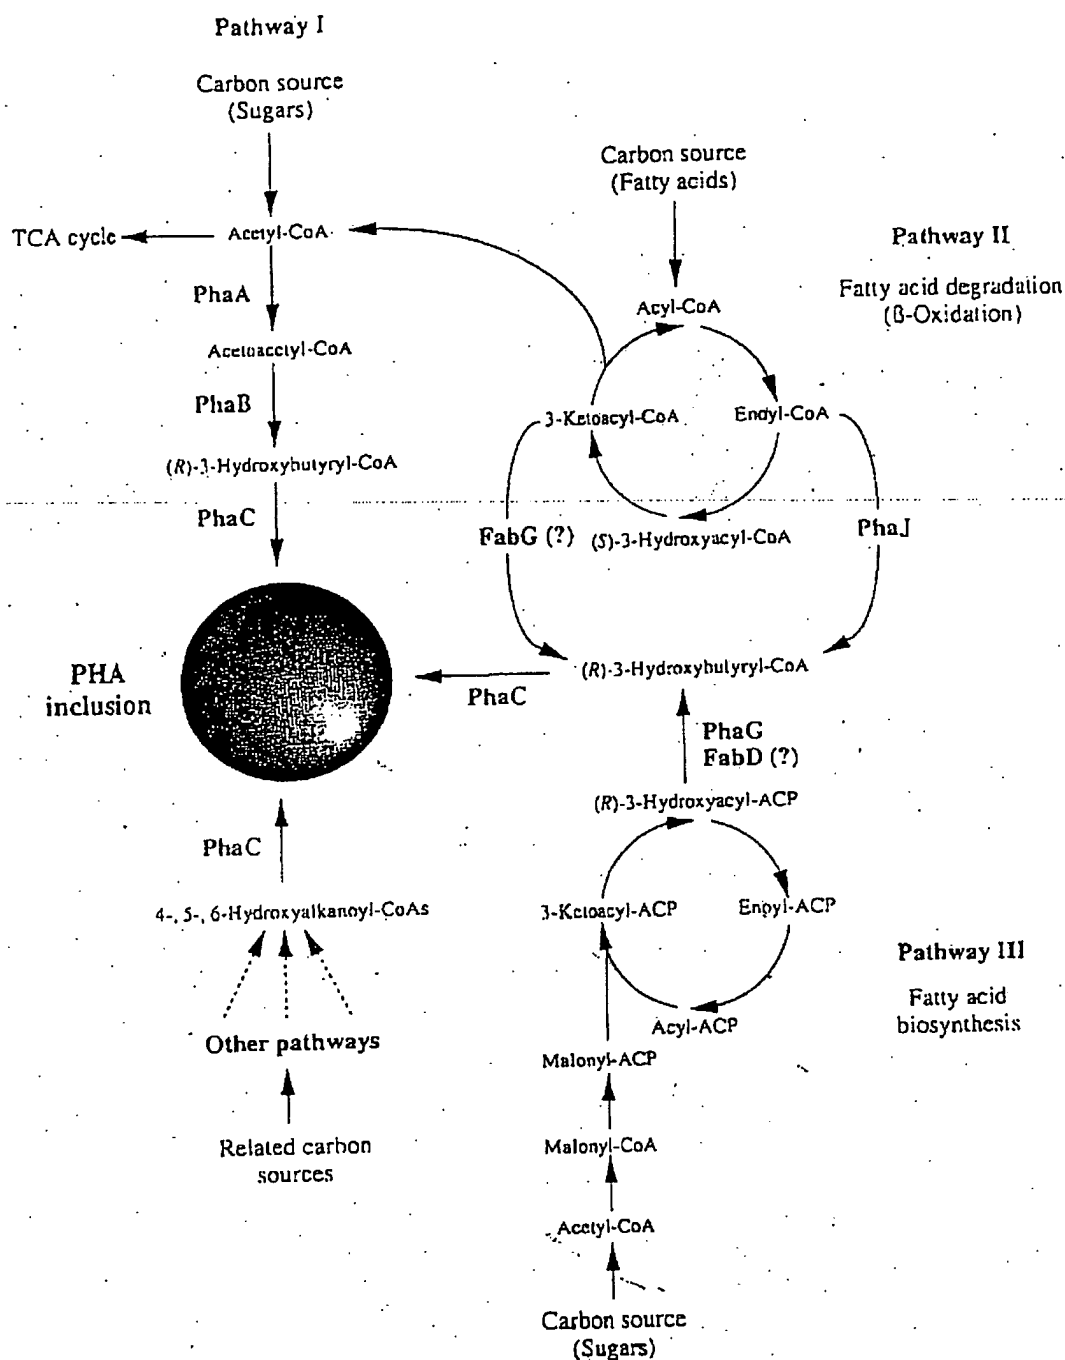 Pathway I
Carbon source
(Sugars)
TCA cycle
Acetyl-CoA
PhaA
Acetoacetyl-CoA
PhaB
(R)-3-Hydroxybutyryl-CoA
PhaC
PHA
inclusion
PhaC
4-, 5-, 6-Hydroxyalkanoyl-CoAs
Other pathways
Related carbon
sources
Carbon source
(Fatty acids)
Pathway II
Fatty acid degradation
(ß-Oxidation)
Acyl-CoA
3-Ketoacyl-CoA
Enoyl-CoA
(S)-3-Hydroxyacyl-CoA
FabG (?)
PhaJ
(R)-3-Hydroxybutyryl-CoA
PhaC
PhaG
FabD (?)
(R)-3-Hydroxyacyl-ACP
3-Ketoacyl-ACP
Enoyl-ACP
Acyl-ACP
Pathway III
Fatty acid
biosynthesis
Malonyl-ACP
Malonyl-CoA
Acetyl-CoA
Carbon source
(Sugars)